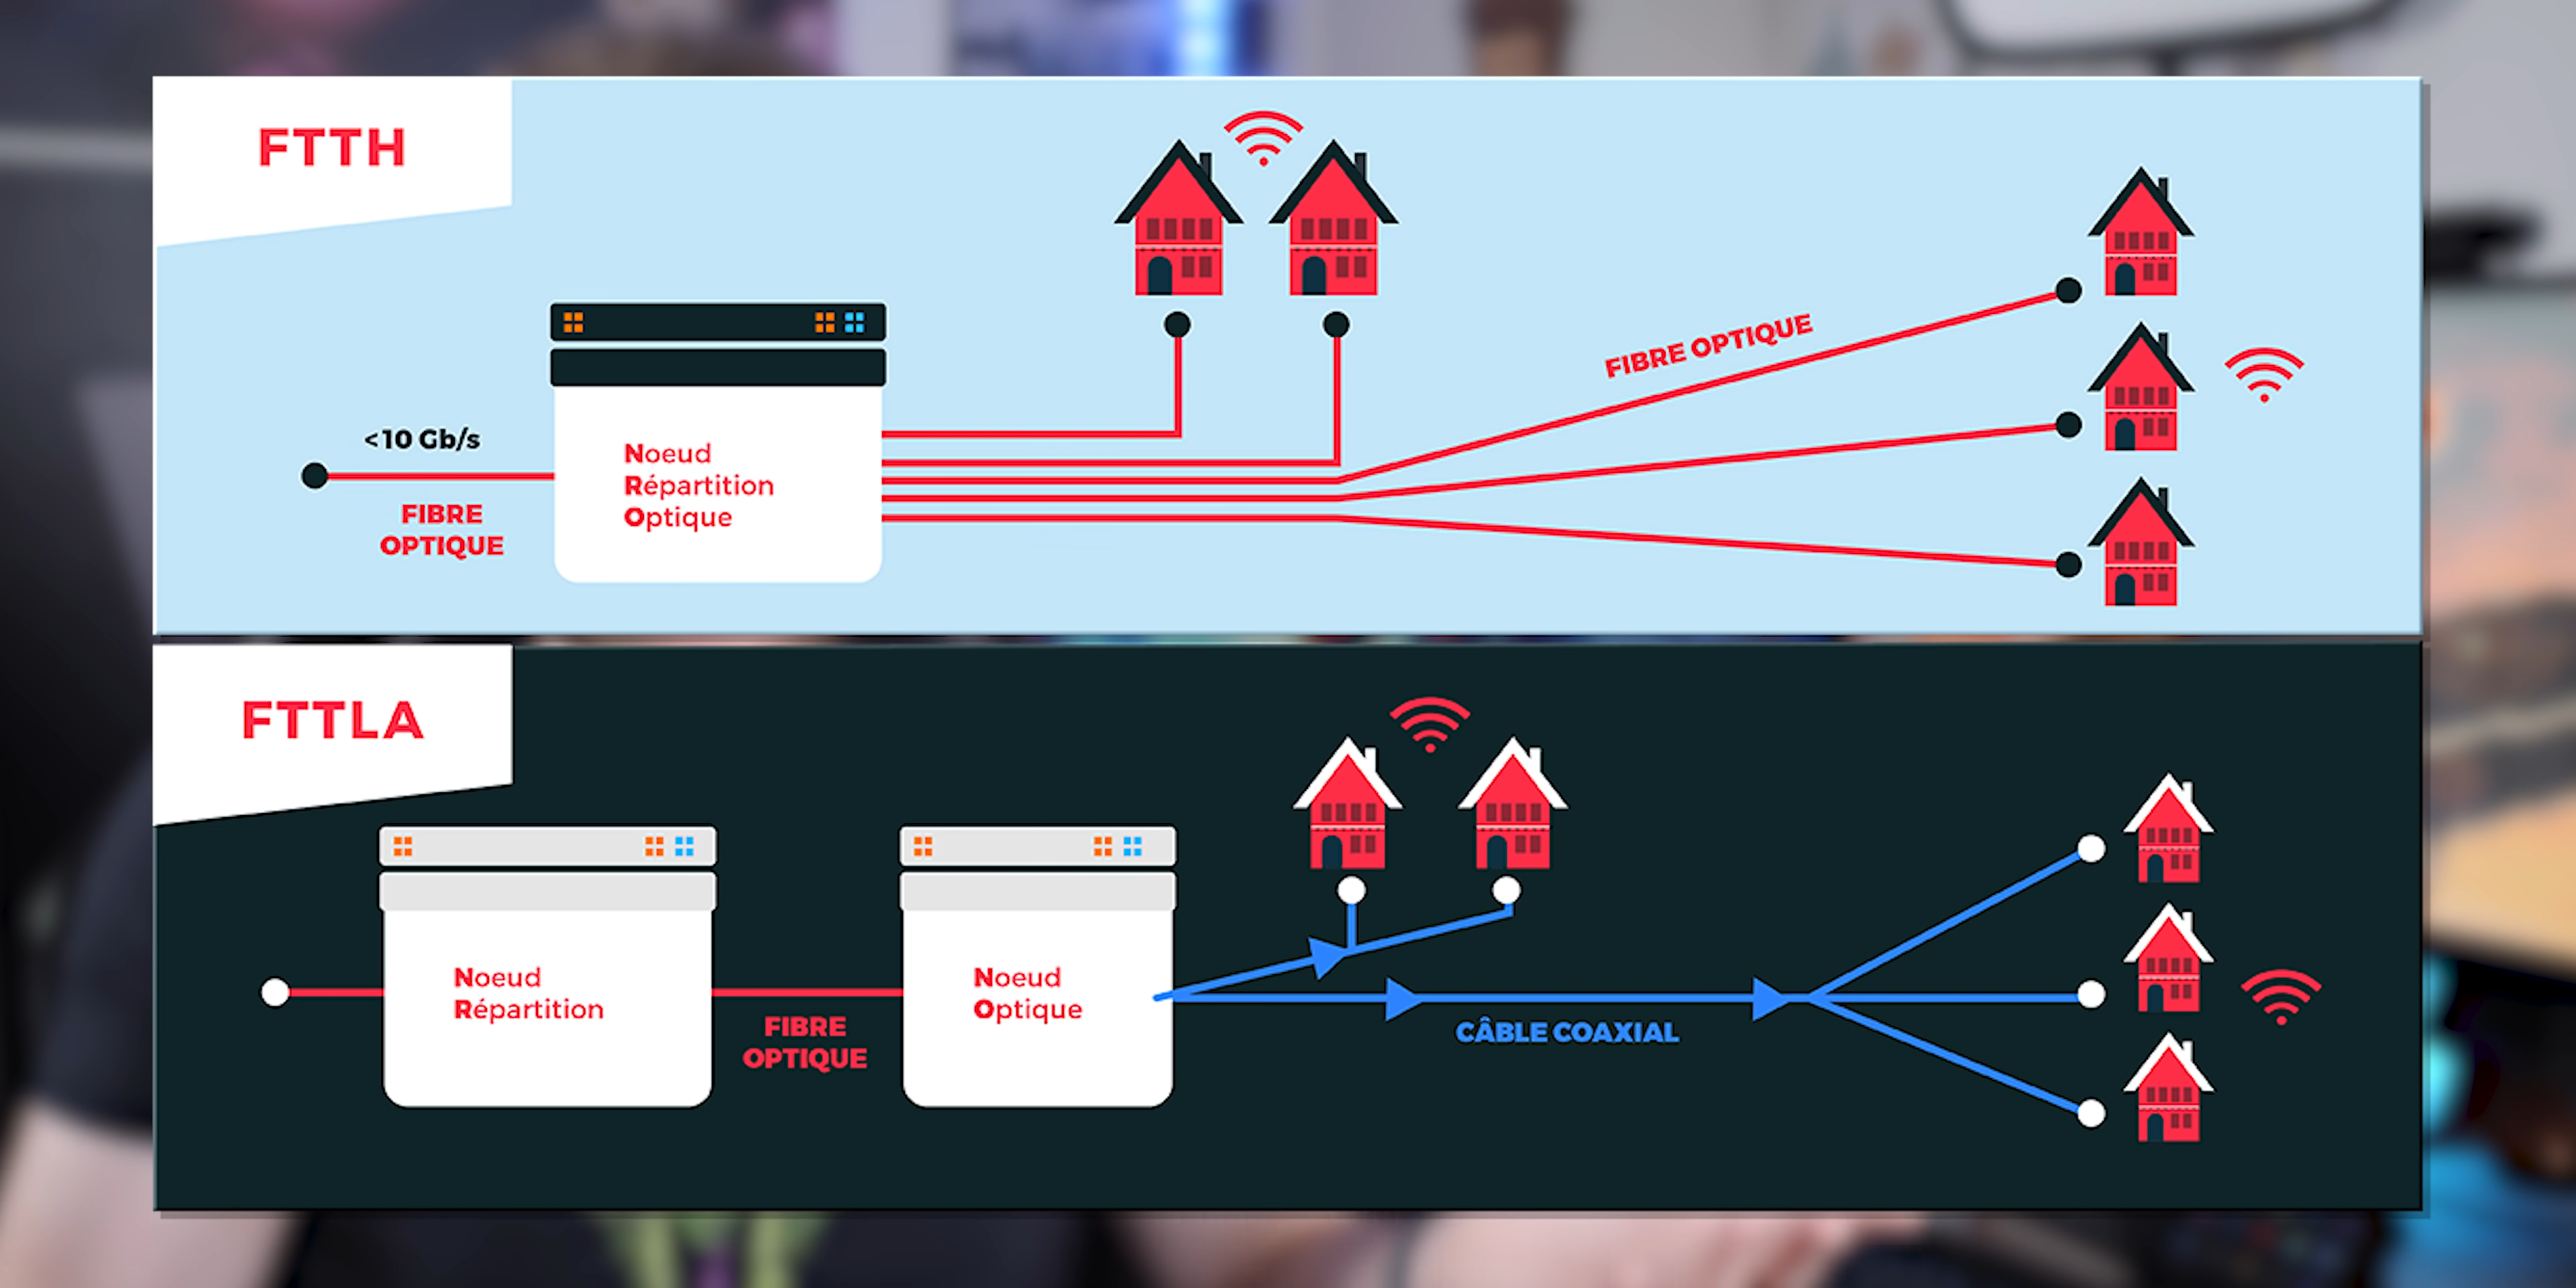 FTTH
<10 Gb/s
FIBRE
OPTIQUE
Noeud
Répartition
Optique
FIBRE OPTIQUE
FTTLA
Noeud
Répartition
FIBRE
OPTIQUE
Noeud
Optique
CÂBLE COAXIAL